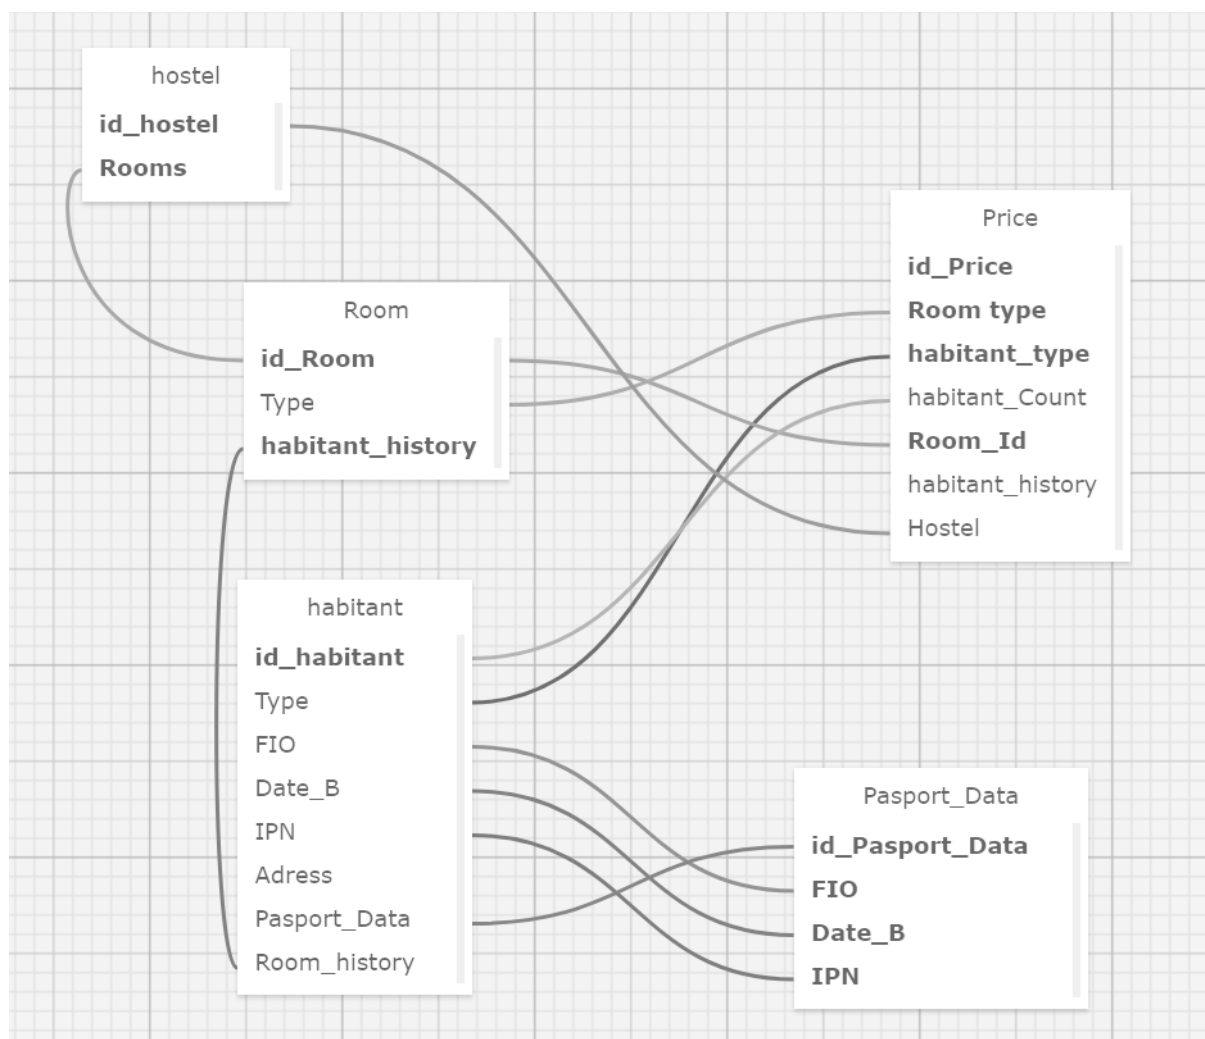 hostel
id_hostel
Rooms
Price
id_Price
Room type
habitant_type
habitant_Count
Room_Id
habitant_history
Hostel
Room
id_Room
Type
habitant_history
habitant
id_habitant
Type
FIO
Date_B
IPN
Adress
Pasport_Data
Room_history
Pasport_Data
id_Pasport_Data
FIO
Date_B
IPN